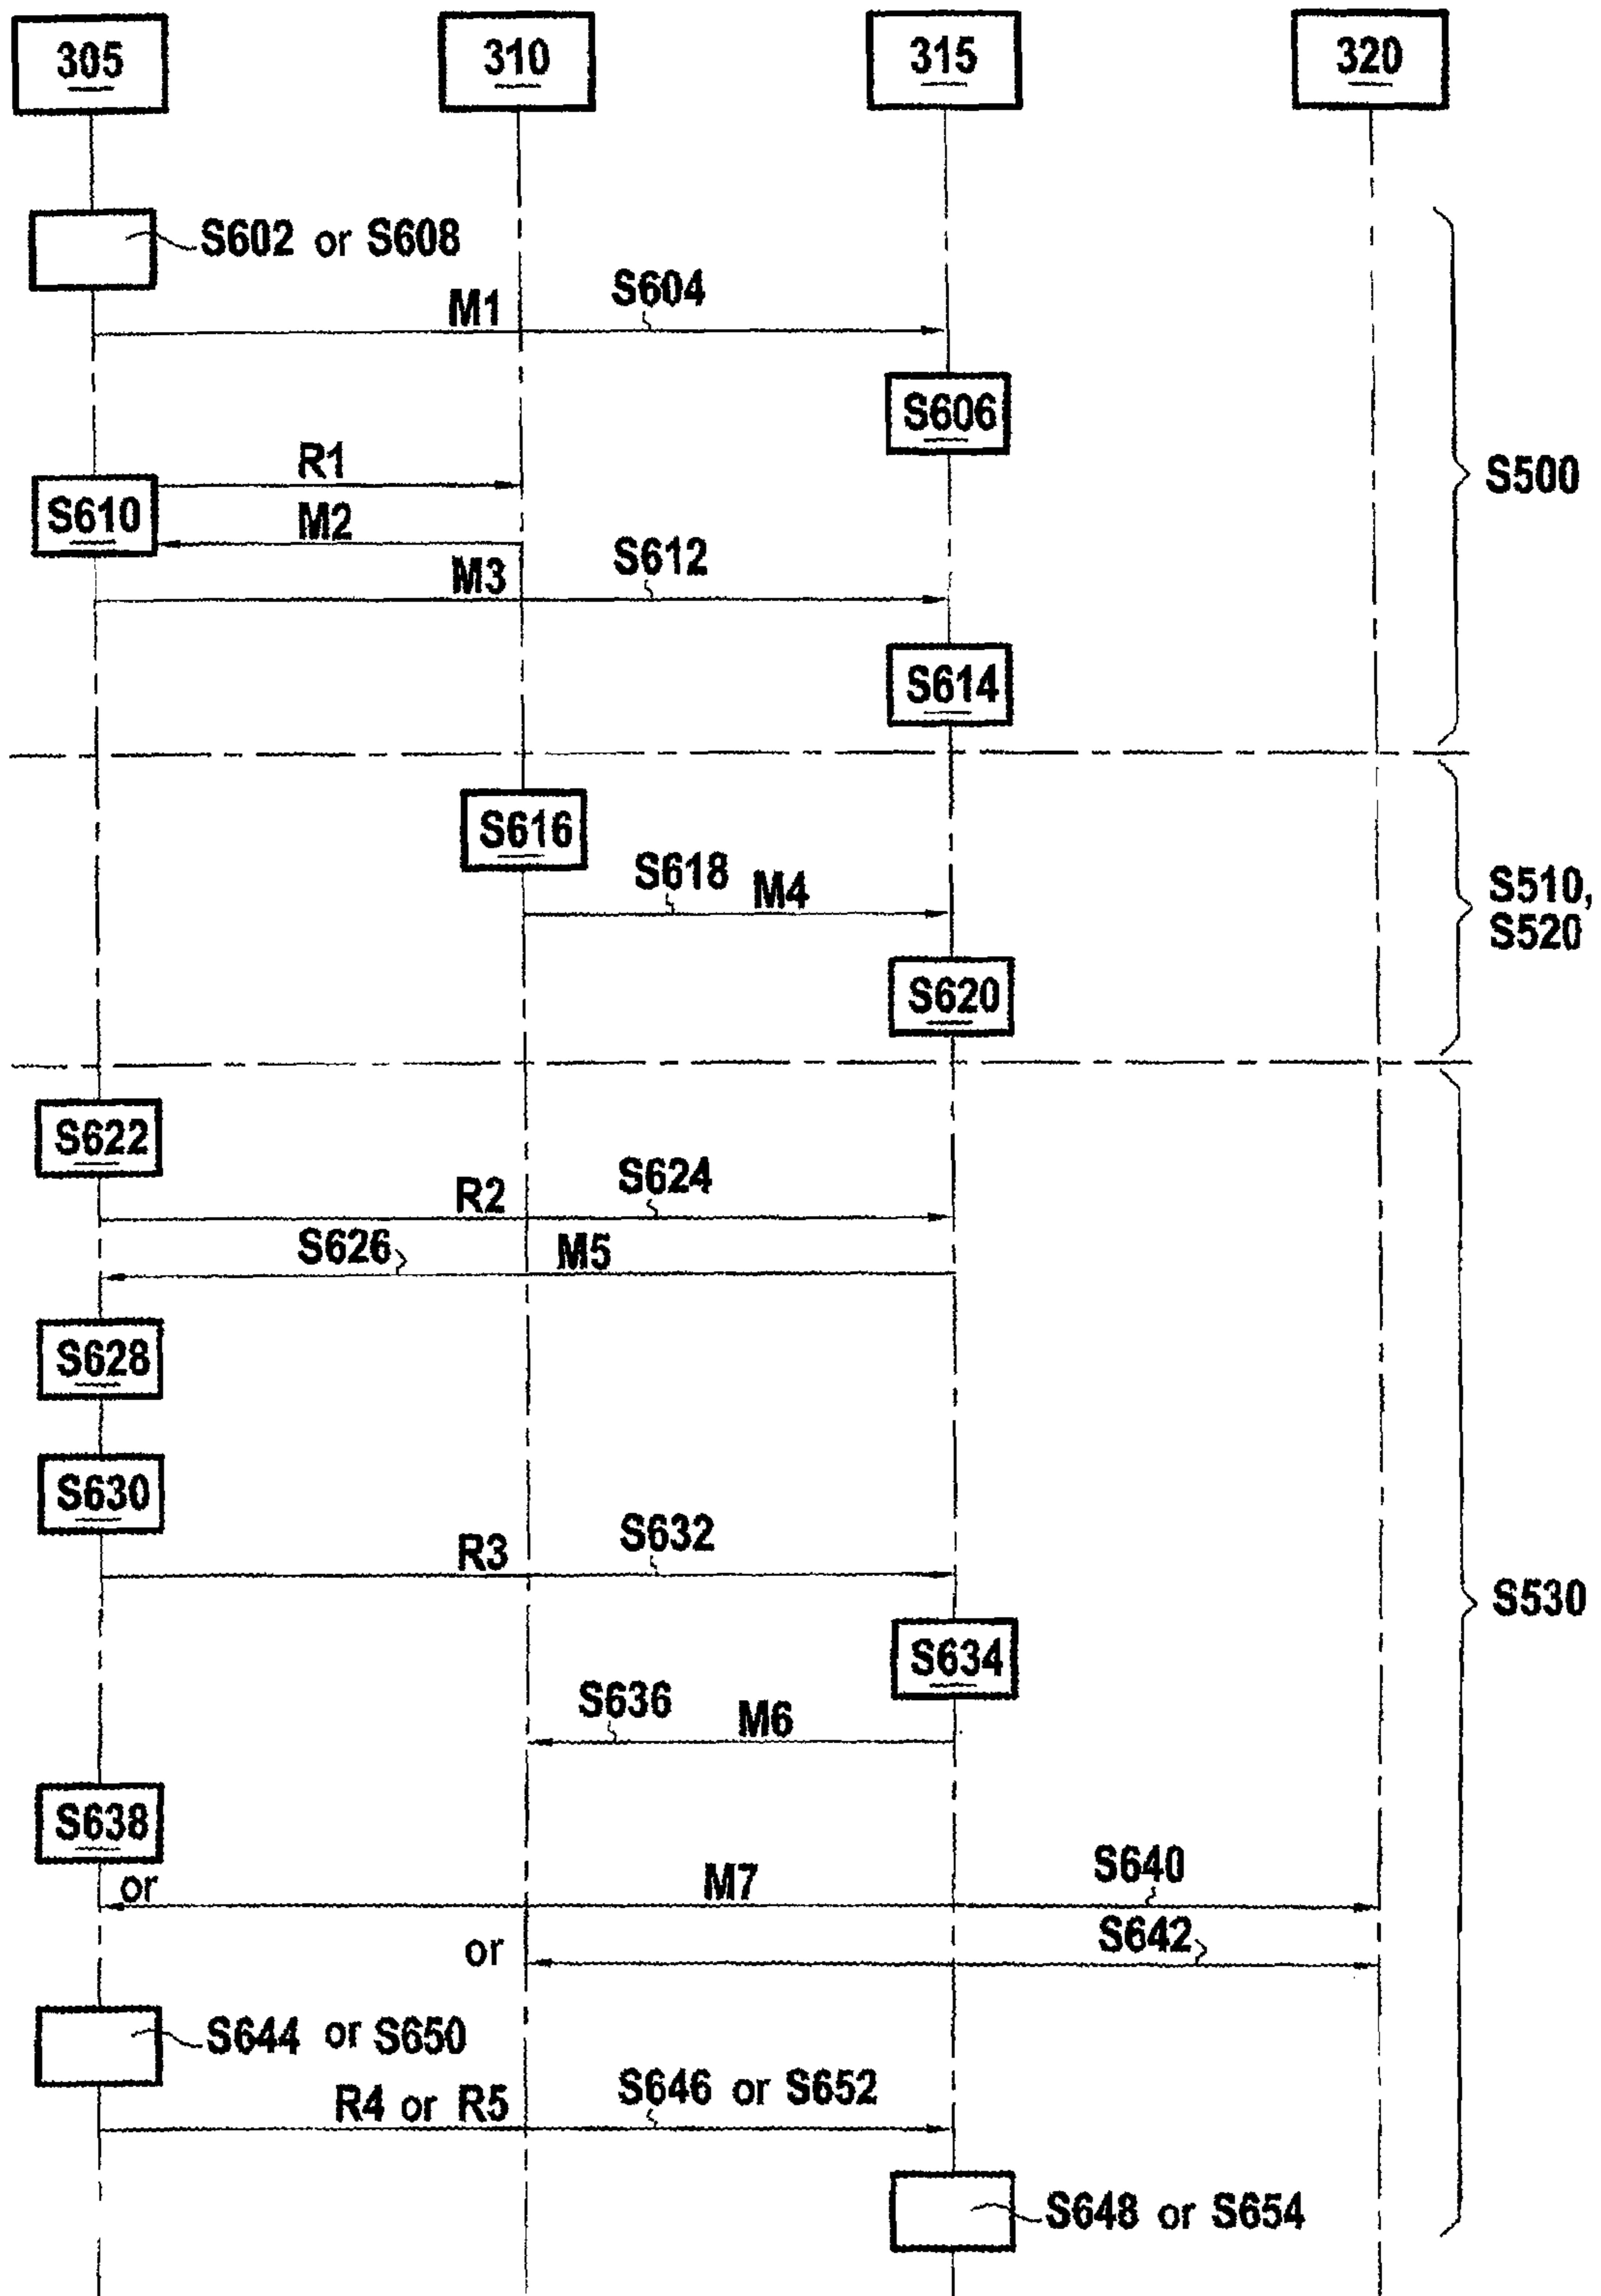 305
310
315
320
S602 or S608
M1
S604
S606
R1
S610
M2
S612
M3
S614
S500
S616
S618
M4
S510,
S520
S620
S622
R2
S624
S626
M5
S628
S630
R3
S632
S530
S634
S636
M6
S638
or
M7
S640
or
S642
S644 or S650
R4 or R5
S646 or S652
S648 or S654